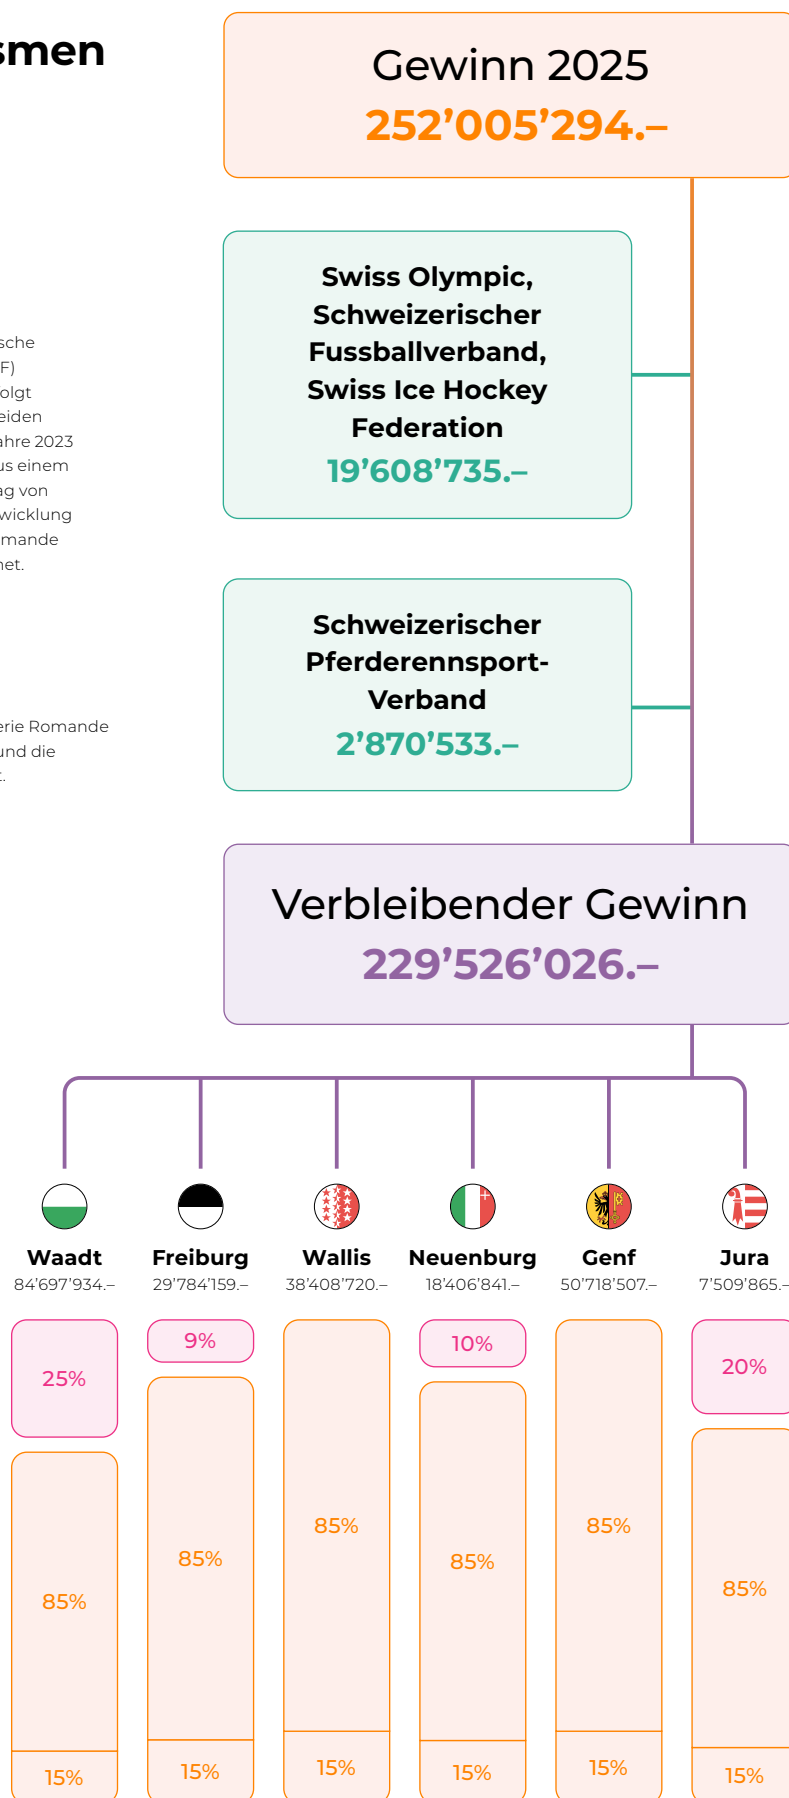 smen
Gewinn 2025
252’005’294.–
Swiss Olympic,
Schweizerischer
Fussballverband,
Swiss Ice Hockey
Federation
19’608’735.–
sche
F)
olgt
eiden
ahre 2023
us einem
ag von
wicklung
mande
net.
Schweizerischer
Pferderennsport-
Verband
2’870’533.–
erie Romande
und die
t.
Verbleibender Gewinn
229’526’026.–
Waadt Freiburg Wallis Neuenburg Genf Jura
84’697’934.– 29’784’159.– 38’408’720.– 18’406’841.– 50’718’507.– 7’509’865.–
25% 9% 10% 20%
85% 85% 85% 85% 85% 85%
15% 15% 15% 15% 15% 15%